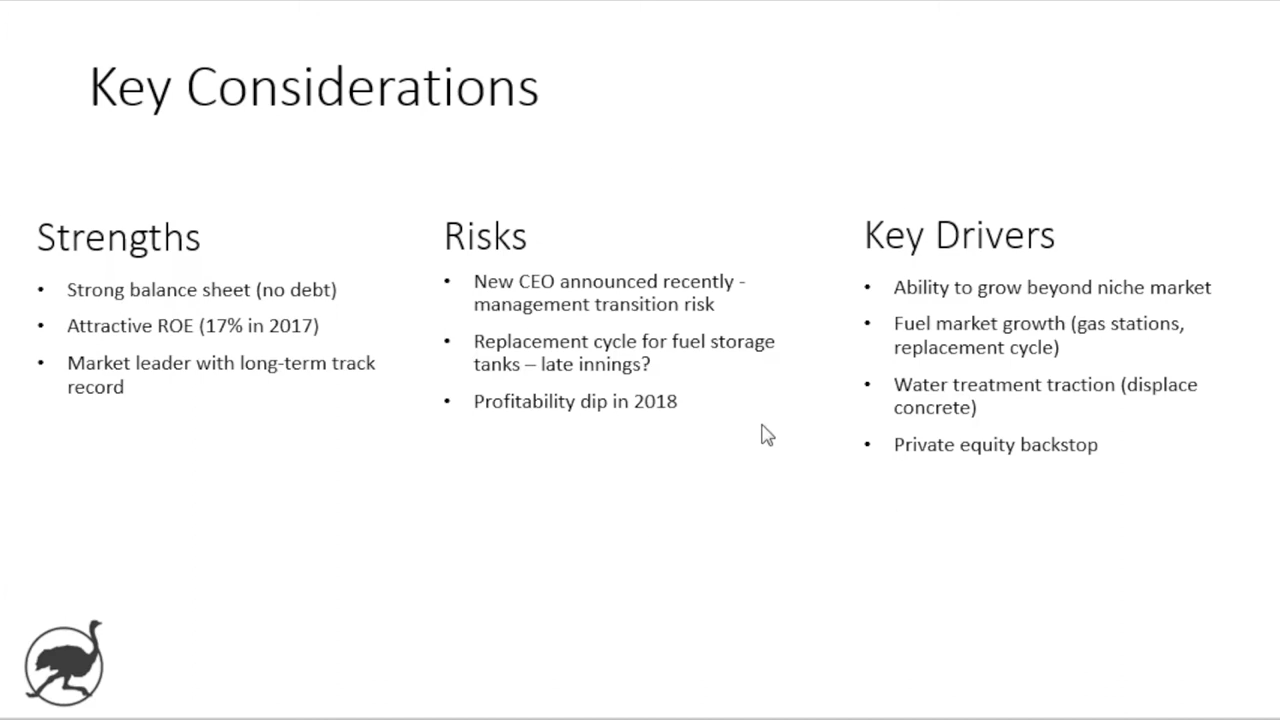 Key Considerations
Strengths
• Strong balance sheet (no debt)
• Attractive ROE (17% in 2017)
• Market leader with long-term track
record
Risks
• New CEO announced recently -
management transition risk
• Replacement cycle for fuel storage
tanks – late innings?
• Profitability dip in 2018
Key Drivers
• Ability to grow beyond niche market
• Fuel market growth (gas stations,
replacement cycle)
• Water treatment traction (displace
concrete)
• Private equity backstop